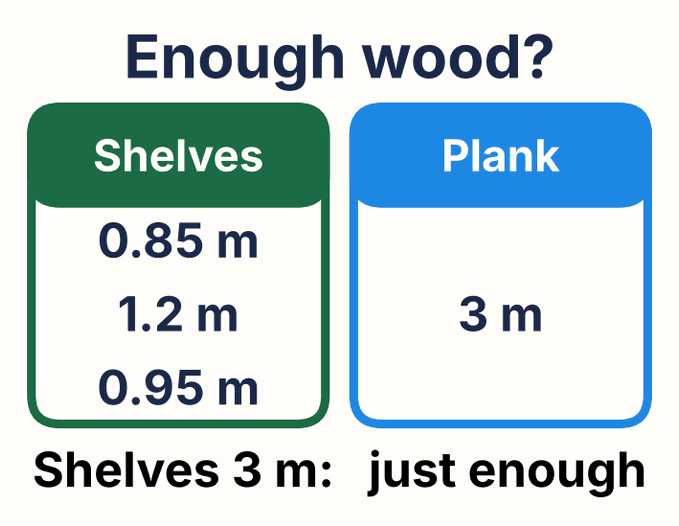 Enough wood?
Shelves
0.85 m
1.2 m
0.95 m
Plank
3 m
Shelves 3 m: just enough